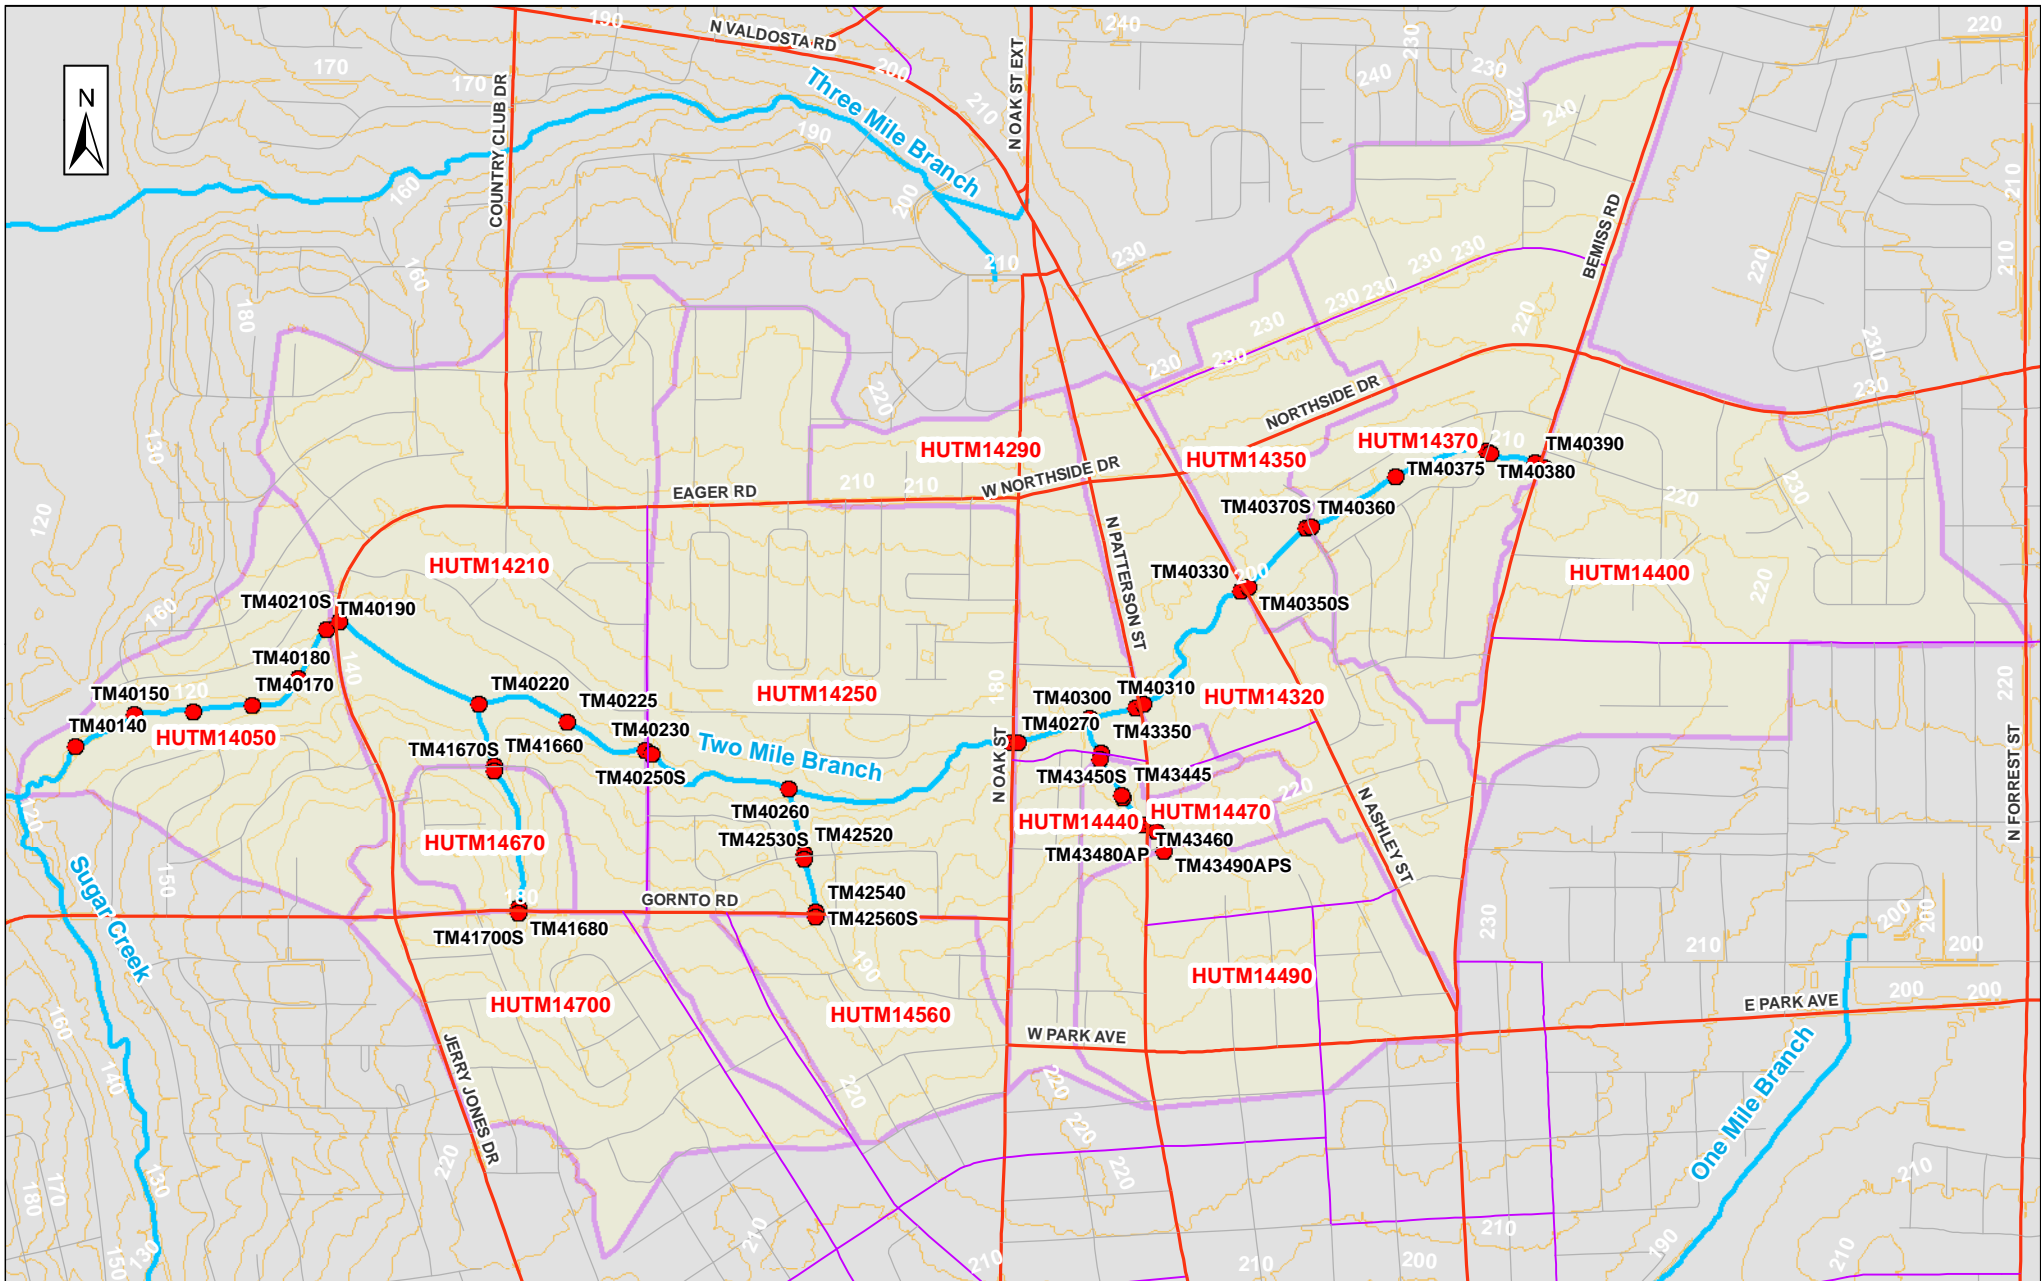 N
190
N VALDOSTA RD
240
230
220
170
170
200
210
N OAK ST EXT
COUNTRY CLUB DR
Three Mile Branch
190
240
230
220
240
160
200
210
BEMISS RD
210
180
160
210
230
230
230
230
230
230
230
230
230
220
210
220
220
NORTHSIDE DR
230
230
130
120
HUTM14290
W NORTHSIDE DR
EAGER RD
210
210
HUTM14350
HUTM14370
210
TM40390
TM40375
TM40380
TM40370S
TM40360
220
230
N PATTERSON ST
HUTM14210
HUTM14400
220
TM40330
200
TM40350S
160
TM40210S
TM40190
140
TM40180
TM40170
TM40150
120
TM40140
HUTM14050
TM40220
TM40225
TM40230
HUTM14250
180
TM40300
TM40310
HUTM14320
TM40270
TM43350
220
TM41670S
TM41660
TM40250S
Two Mile Branch
N OAK ST
TM43450S
TM43445
220
TM40260
HUTM14440
HUTM14470
N ASHLEY ST
N FORREST ST
120
HUTM14670
TM42530S
TM42520
TM43460
TM43480AP
TM43490APS
Sugar Creek
150
180
GORNTO RD
TM42540
TM42560S
TM41700S
TM41680
230
200
200
210
200
190
HUTM14490
HUTM14700
HUTM14560
E PARK AVE
200
200
W PARK AVE
160
140
JERRY JONES DR
220
220
220
220
220
One Mile Branch
130
180
170
210
210
210
190
210
150
130
210
210
200